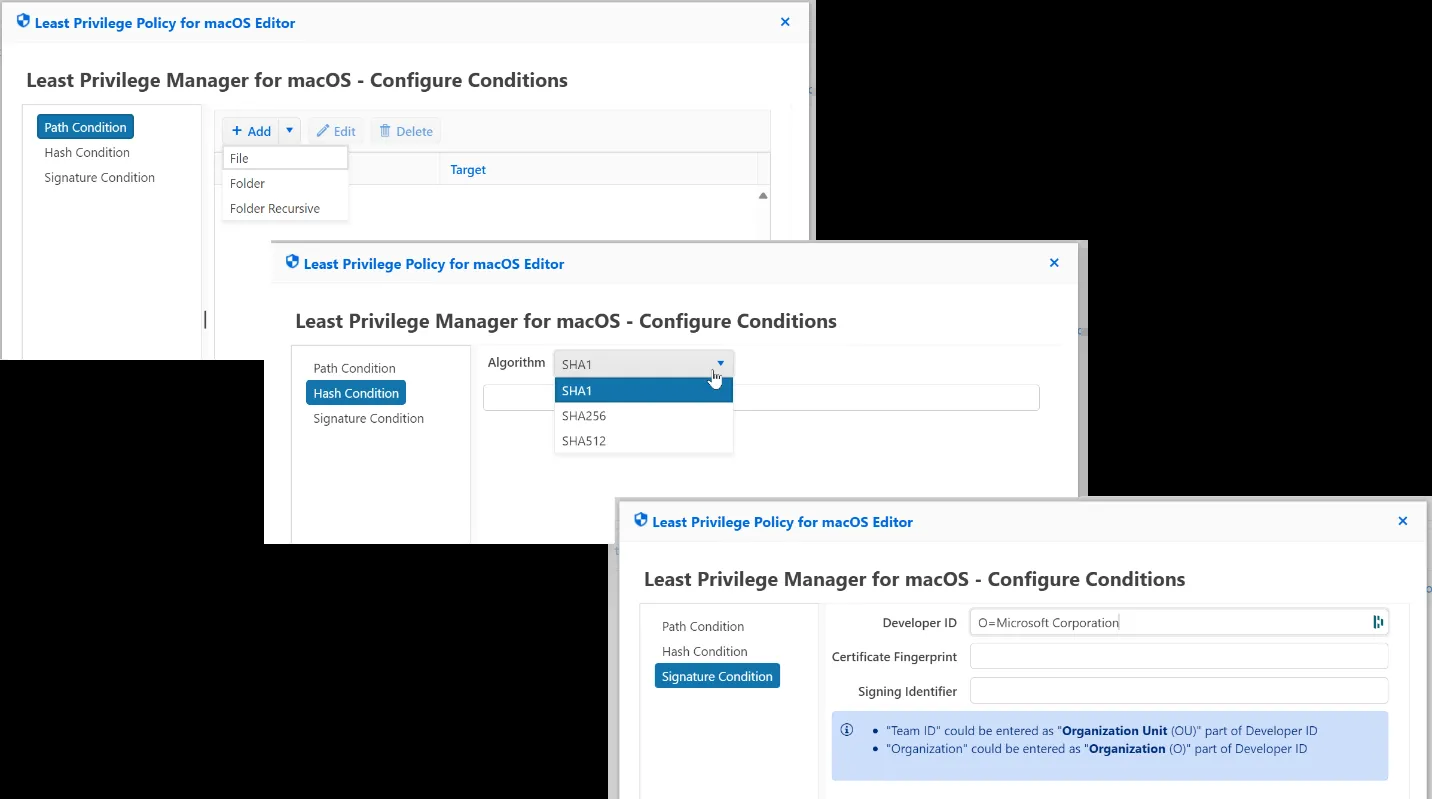 Least Privilege Policy for macOS Editor
Least Privilege Manager for macOS - Configure Conditions
Path Condition
Hash Condition
Signature Condition
+ Add Edit Delete
File
Folder
Folder Recursive
Target
Least Privilege Policy for macOS Editor
Least Privilege Manager for macOS - Configure Conditions
Path Condition
Hash Condition
Signature Condition
Algorithm SHA1
SHA1
SHA256
SHA512
Least Privilege Policy for macOS Editor
Least Privilege Manager for macOS - Configure Conditions
Path Condition
Hash Condition
Signature Condition
Developer ID O=Microsoft Corporation
Certificate Fingerprint
Signing Identifier
• "Team ID" could be entered as "Organization Unit (OU)" part of Developer ID
• "Organization" could be entered as "Organization (O)" part of Developer ID